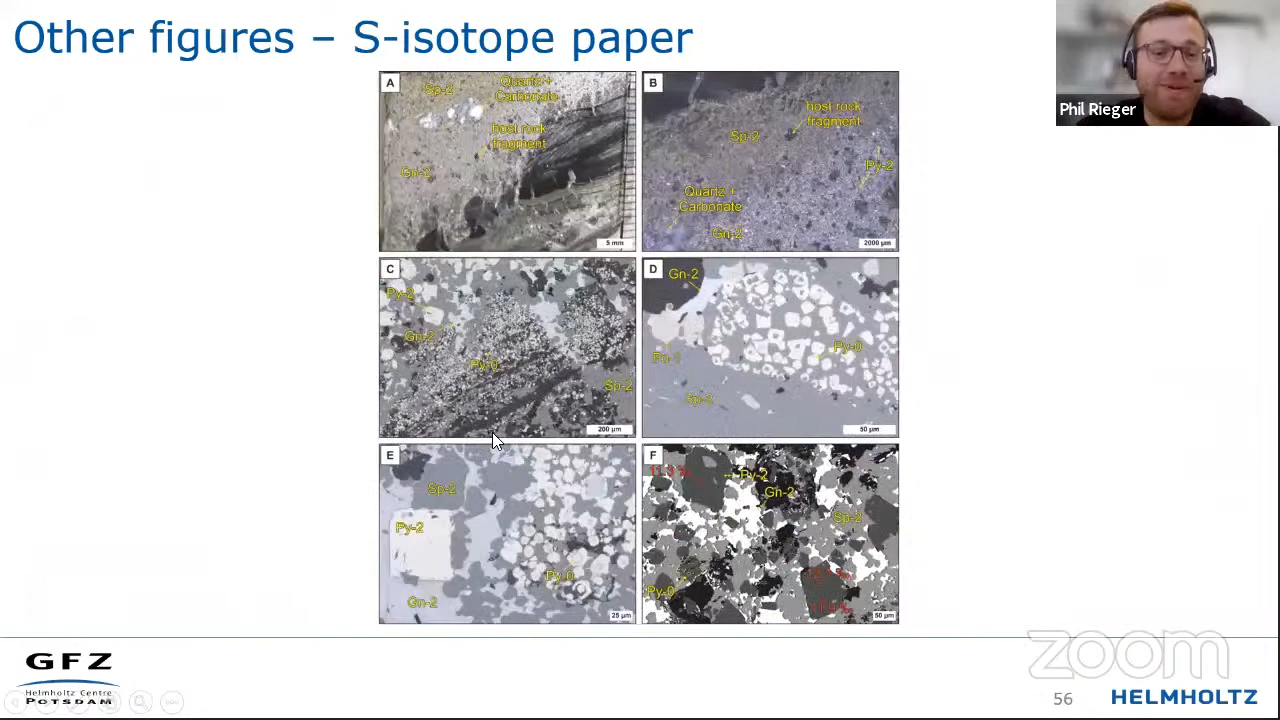 Other figures – S-isotope paper
Phil Rieger
A
Sp-2
Quartz +
Carbonate
host rock
fragment
Gn-2
5 mm
B
host rock
fragment
Sp-2
Py-2
Quartz +
Carbonate
Gn-2
2000 µm
C
Py-2
Gn-2
Py-0
Sp-2
200 µm
D
Gn-2
Py-0
50 µm
E
Sp-2
Py-2
Py-0
Gn-2
25 µm
F
Py-2
Gn-2
Sp-2
Py-0
50 µm
zoom
GFZ
Helmholtz Centre
POTSDAM
56
HELMHOLTZ